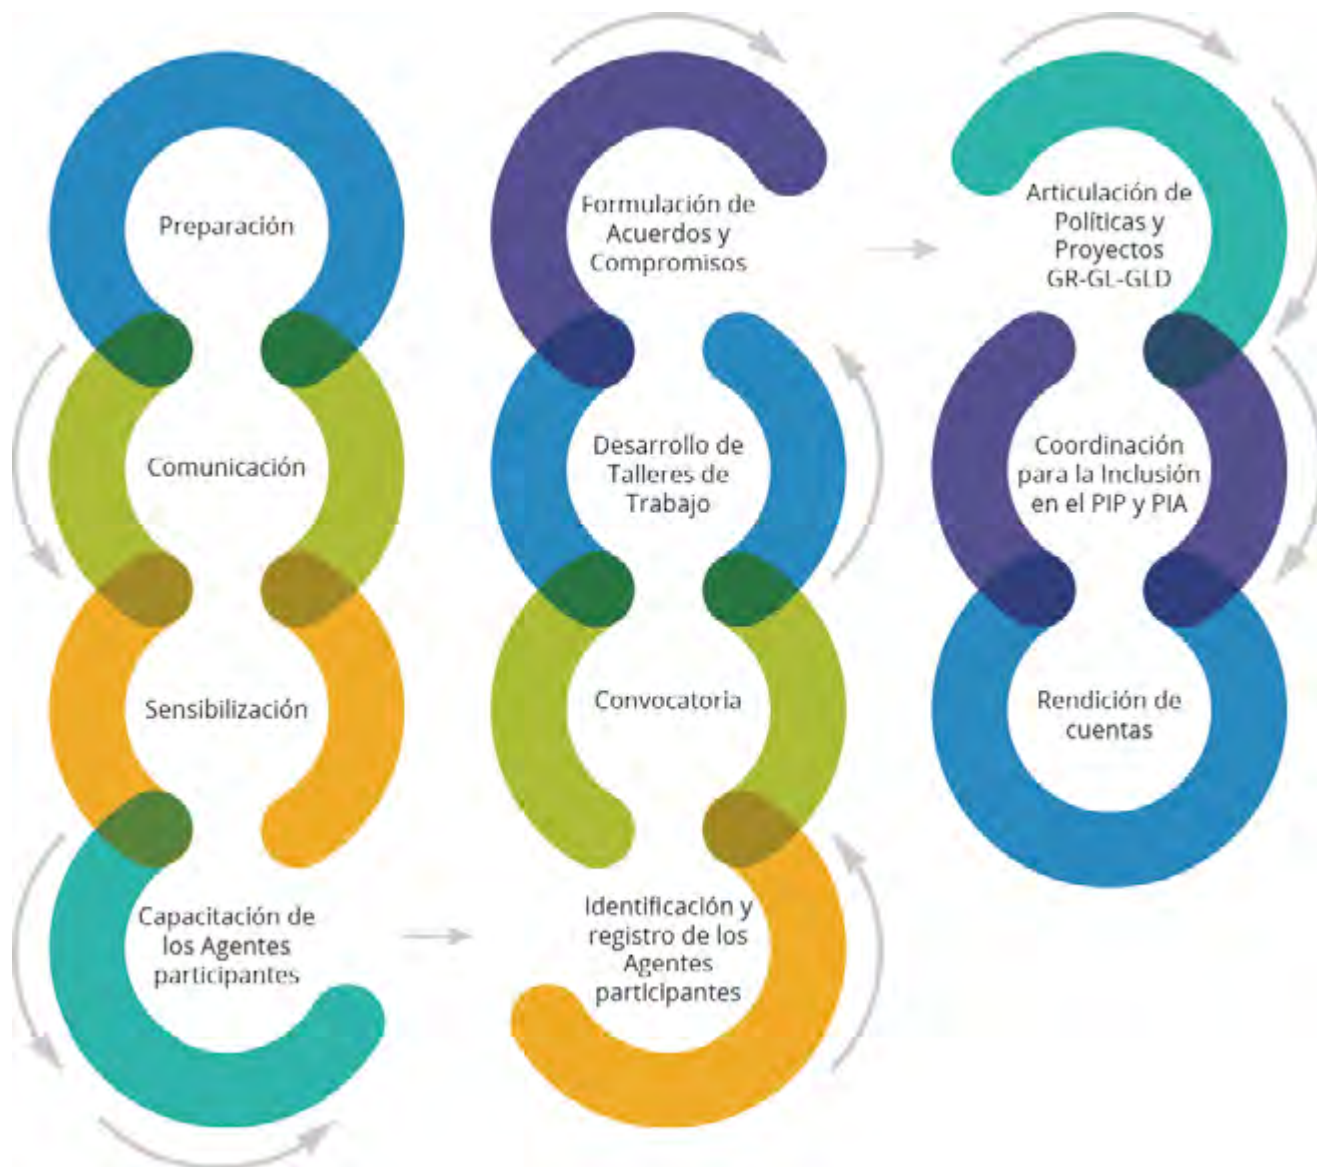 Preparación
Comunicación
Sensibilización
Capacitación de
los Agentes
participantes
Identificación y
registro de los
Agentes
participantes
Convocatoria
Desarrollo de
Talleres de
Trabajo
Formulación de
Acuerdos y
Compromisos
Articulación de
Políticas y
Proyectos
GR-GL-GLD
Coordinación
para la Inclusión
en el PIP y PIA
Rendición de
cuentas